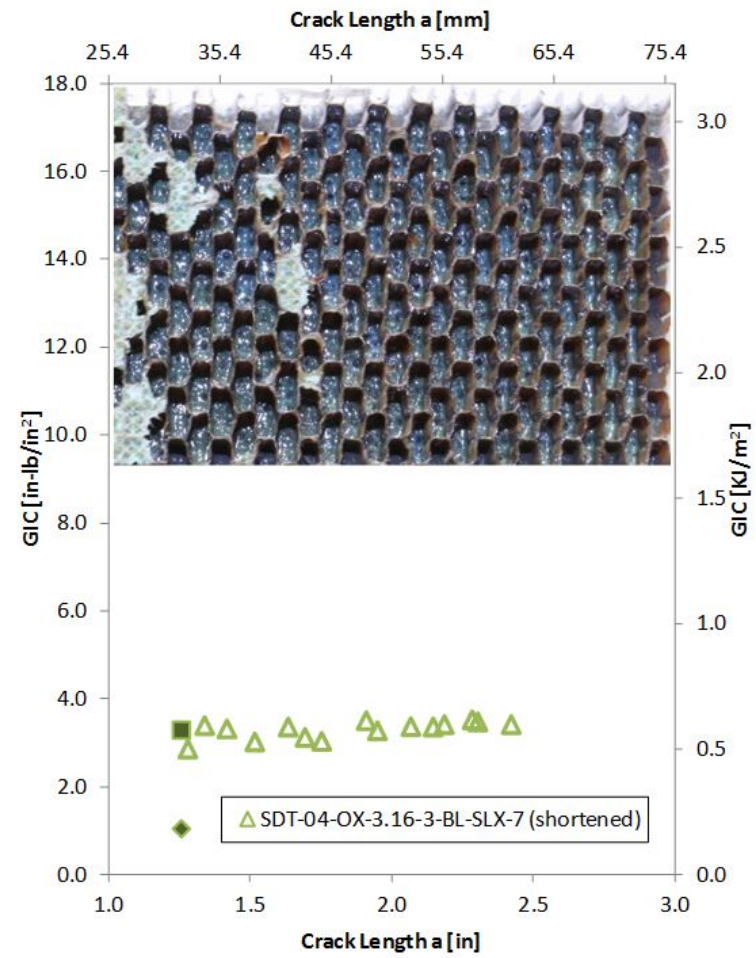 Crack Length a [mm]
25.4 35.4 45.4 55.4 65.4 75.4
18.0
16.0
14.0
12.0
10.0
8.0
6.0
4.0
2.0
0.0
GIC [in-lb/in²]
3.0
2.5
2.0
1.5
1.0
0.5
0.0
GIC [KJ/m²]
SDT-04-OX-3.16-3-BL-SLX-7 (shortened)
1.0 1.5 2.0 2.5 3.0
Crack Length a [in]